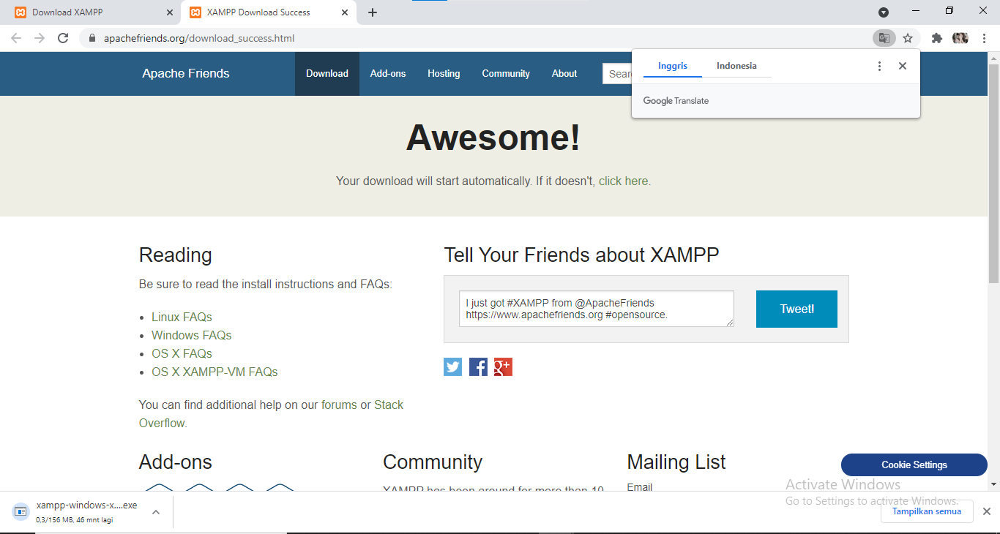 Download XAMPP
XAMPP Download Success
apachefriends.org/download_success.html
Apache Friends
Download
Add-ons
Hosting
Community
About
Sear
Inggris
Indonesia
Google Translate
Awesome!
Your download will start automatically. If it doesn't, click here.
Reading
Be sure to read the install instructions and FAQs:
Linux FAQs
Windows FAQs
OS X FAQs
OS X XAMPP-VM FAQs
You can find additional help on our forums or Stack
Overflow.
Tell Your Friends about XAMPP
I just got #XAMPP from @ApacheFriends
https://www.apachefriends.org #opensource.
Tweet!
Add-ons
Community
XAMPP has been around for more than 10
Mailing List
Email
Cookie Settings
Activate Windows
Go to Settings to activate Windows.
xampp-windows-x....exe
0,3/156 MB, 46 mnt lagi
Tampilkan semua